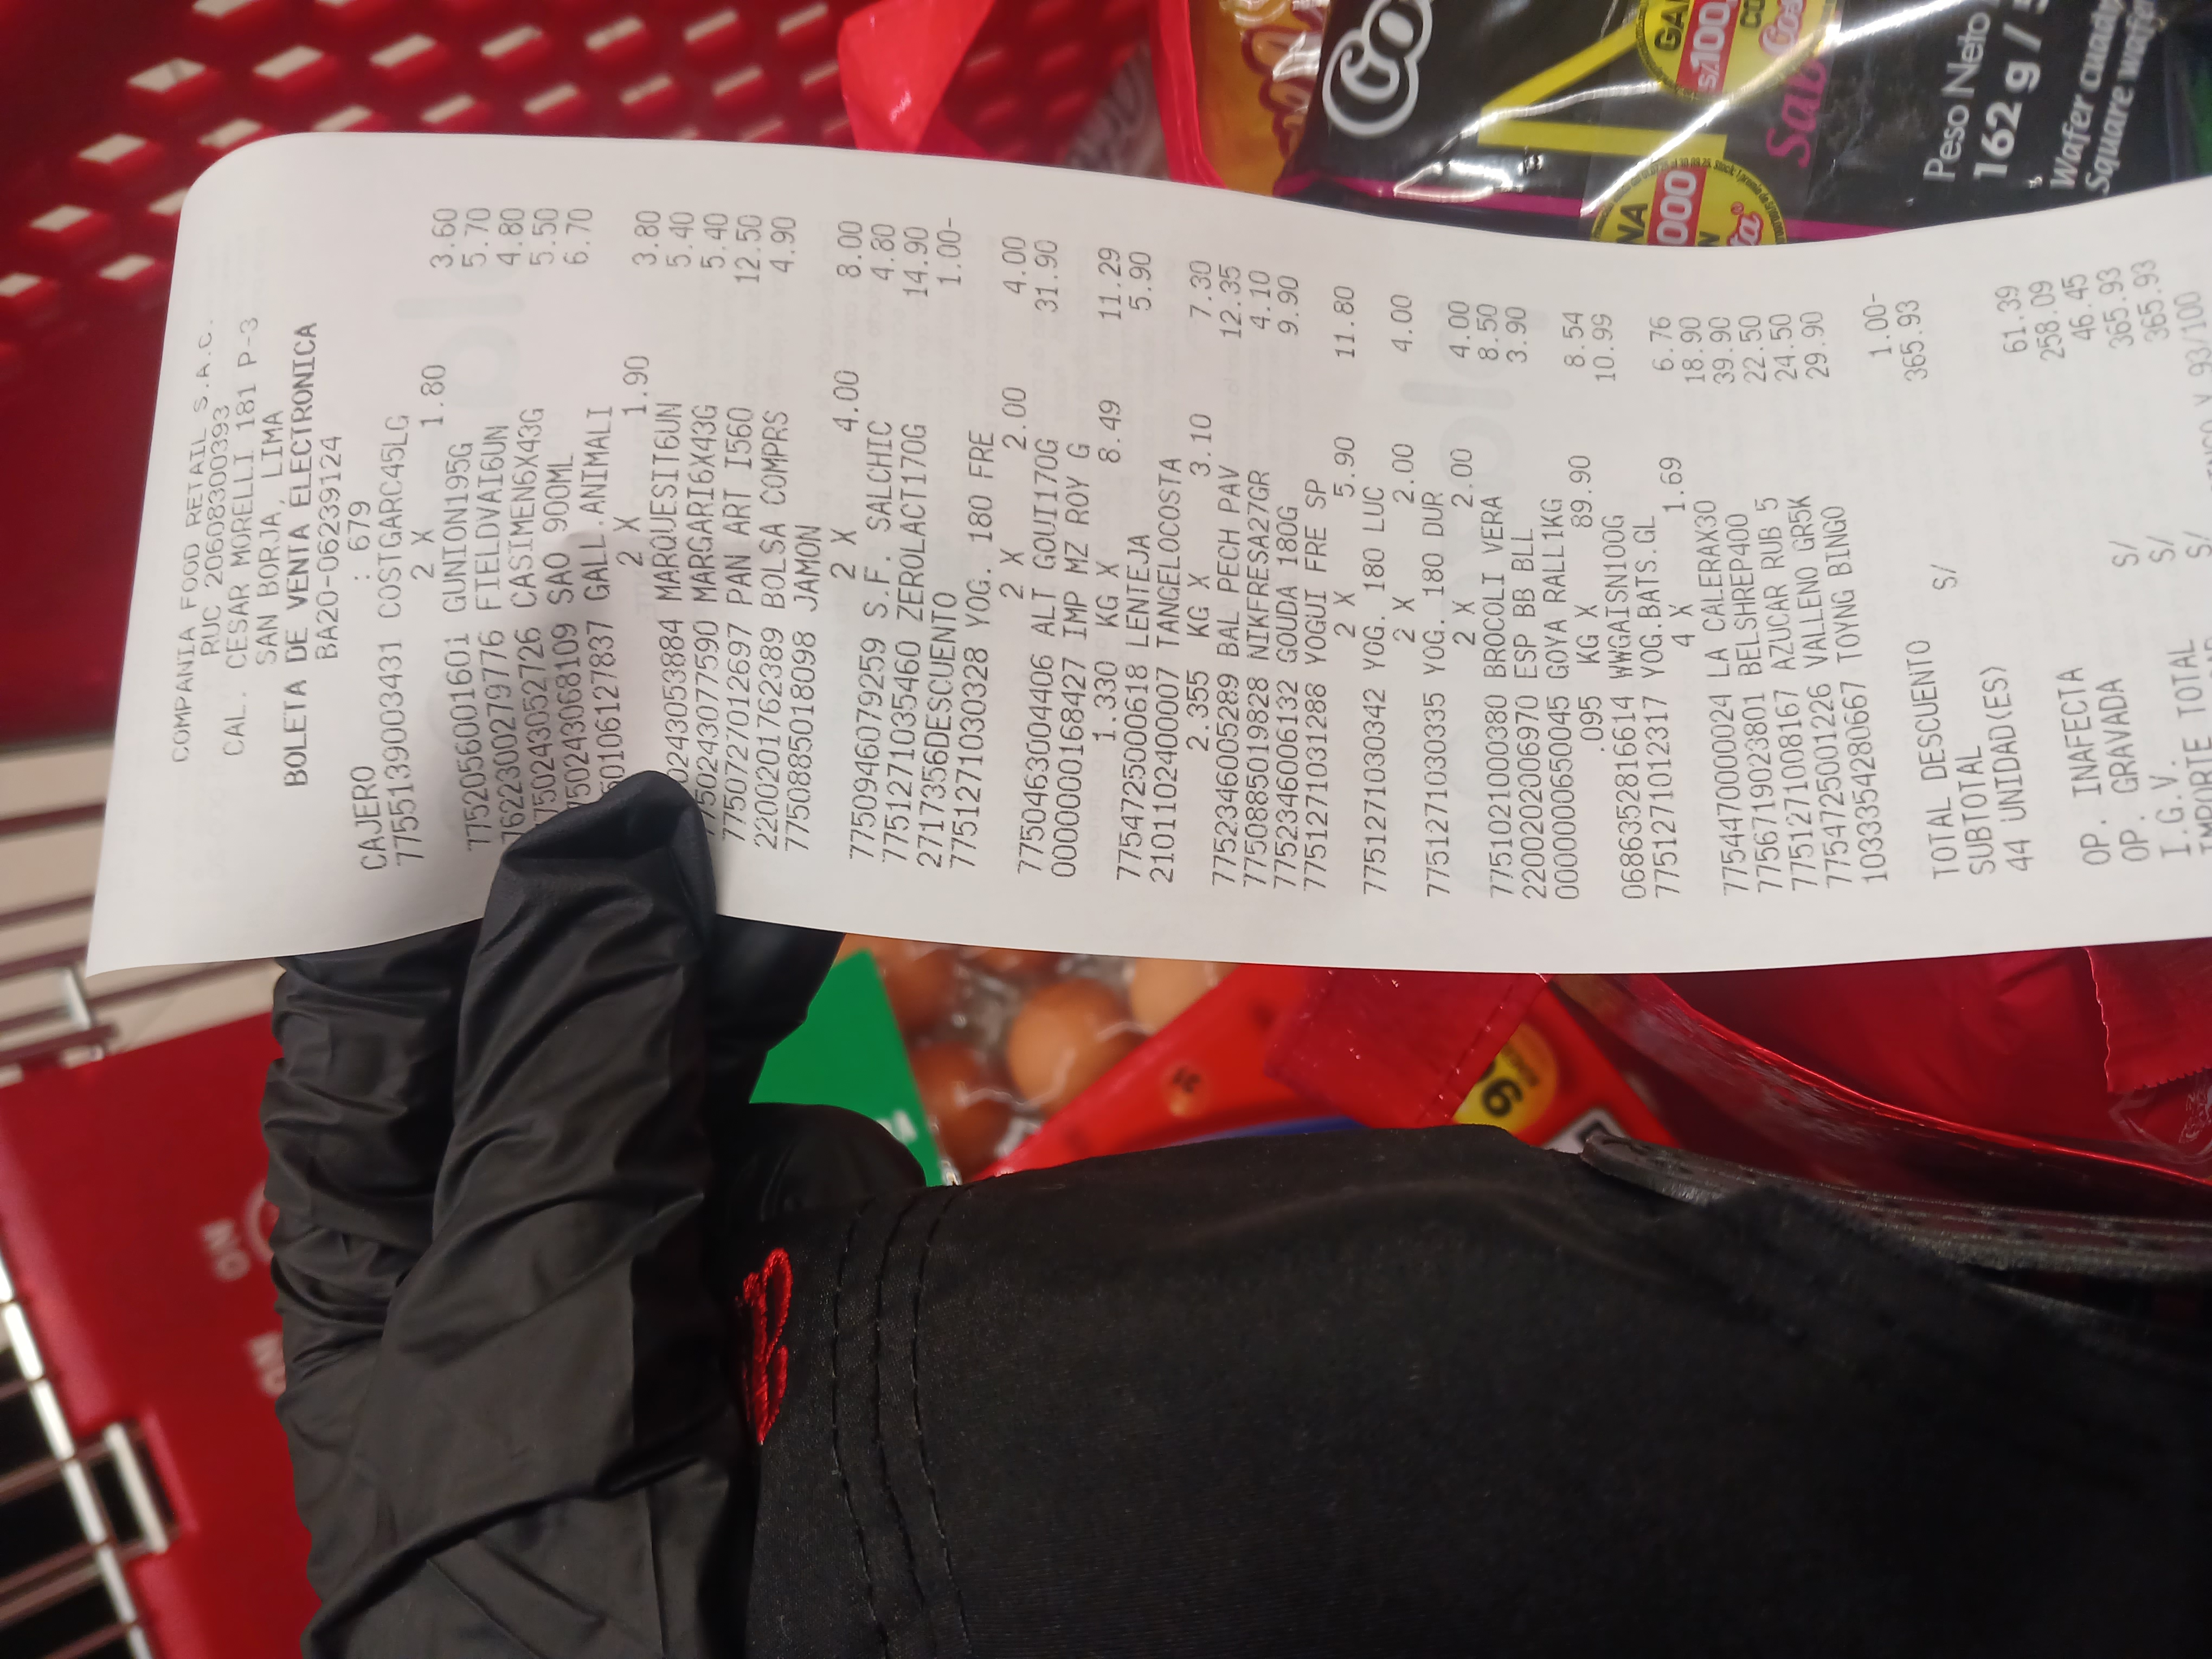 COMPANIA FOOD RETAIL S.A.C.
RUC 20608300393
CAL. CESAR MORELLI 181 P-3
SAN BORJA, LIMA
BOLETA DE VENTA ELECTRONICA
BA20-06239124
CAJERO : 679
7755139003431 COSTGARC45LG
2 X 1.80 3.60
7752056001601 GUNION195G 5.70
7622300279776 FIELDVAI6UN 4.80
7750243052726 CASIMEN6X43G 5.50
7750243068109 SAO 900ML 6.70
GALL.ANIMALI
2 X 1.90 3.80
MARQUESIT6UN 5.40
7750243077590 MARGARI6X43G 5.40
7750727012697 PAN ART I560 12.50
2200201762389 BOLSA COMPRS 4.90
7750885018098 JAMON
2 X 4.00 8.00
7750946079259 S.F. SALCHIC 4.80
7751271035460 ZEROLACT170G 14.90
2717356DESCUENTO 1.00-
7751271030328 YOG. 180 FRE
2 X 2.00 4.00
7750463004406 ALT GOUI170G 31.90
0000000168427 IMP MZ ROY G
1.330 KG X 8.49 11.29
7754725000618 LENTEJA 5.90
2101102400007 TANGELOCOSTA
2.355 KG X 3.10 7.30
7752346005289 BAL PECH PAV 12.35
7750885019828 NIKFRESA27GR 4.10
7752346006132 GOUDA 180G 9.90
7751271031288 YOGUI FRE SP
2 X 5.90 11.80
7751271030342 YOG. 180 LUC
2 X 2.00 4.00
7751271030335 YOG. 180 DUR
2 X 2.00 4.00
7751021000380 BROCOLI VERA 8.50
2200202006970 ESP BB BLL 3.90
0000000650045 GOYA RALL1KG
.095 KG X 89.90 8.54
0686352816614 WWGAISN100G 10.99
7751271012317 YOG.BATS.GL
4 X 1.69 6.76
7754470000024 LA CALERAX30 18.90
7756719023801 BELSHREP400 39.90
7751271008167 AZUCAR RUB 5 22.50
7754725001226 VALLENO GR5K 24.50
1033354280667 TOYNG BINGO 29.90
TOTAL DESCUENTO 1.00-
SUBTOTAL S/ 365.93
44 UNIDAD(ES)
OP. INAFECTA 61.39
OP. GRAVADA S/ 258.09
I.G.V. S/ 46.45
IMPORTE TOTAL S/ 365.93
365.93
Y 93/100
Peso Neto
162 g /
Wafer
Square